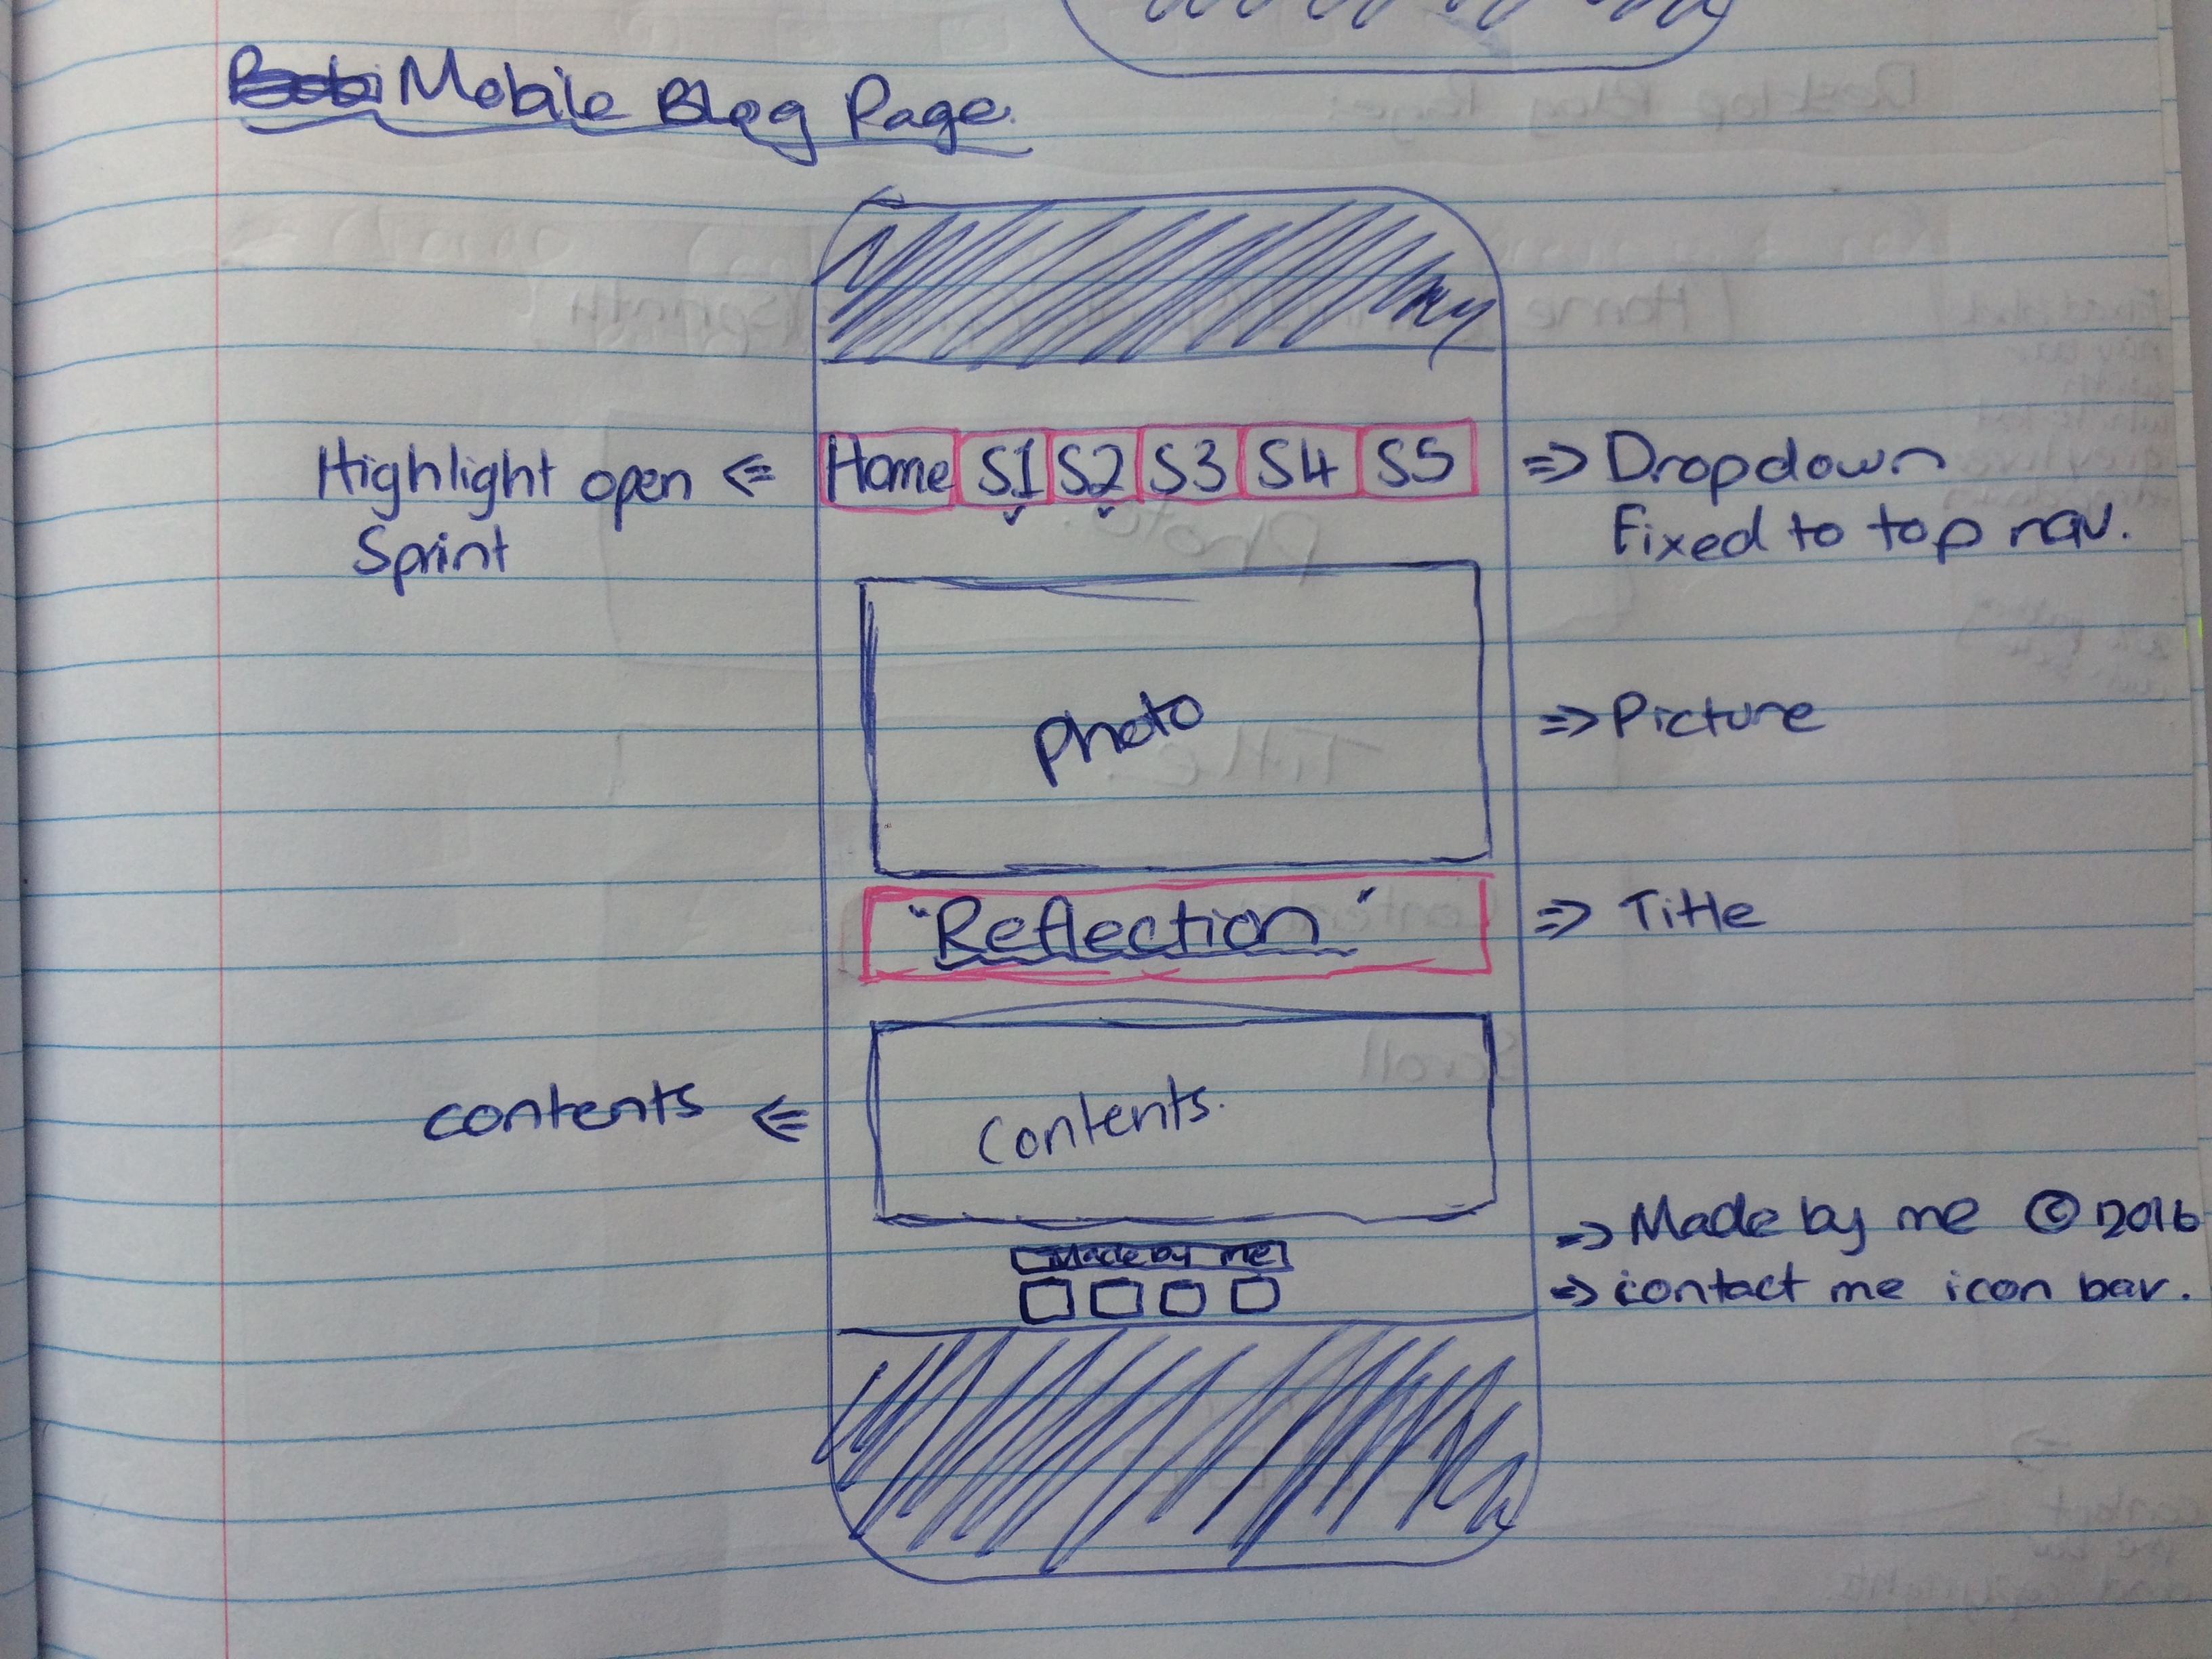 Mobile Blog Page.
Highlight open
Sprint
Home S1 S2 S3 S4 S5
Dropdown
Fixed to top nav.
photo
Picture
"Reflection"
Title
contents
Contents.
Made by me
Made by me © 2016
contact me icon bar.